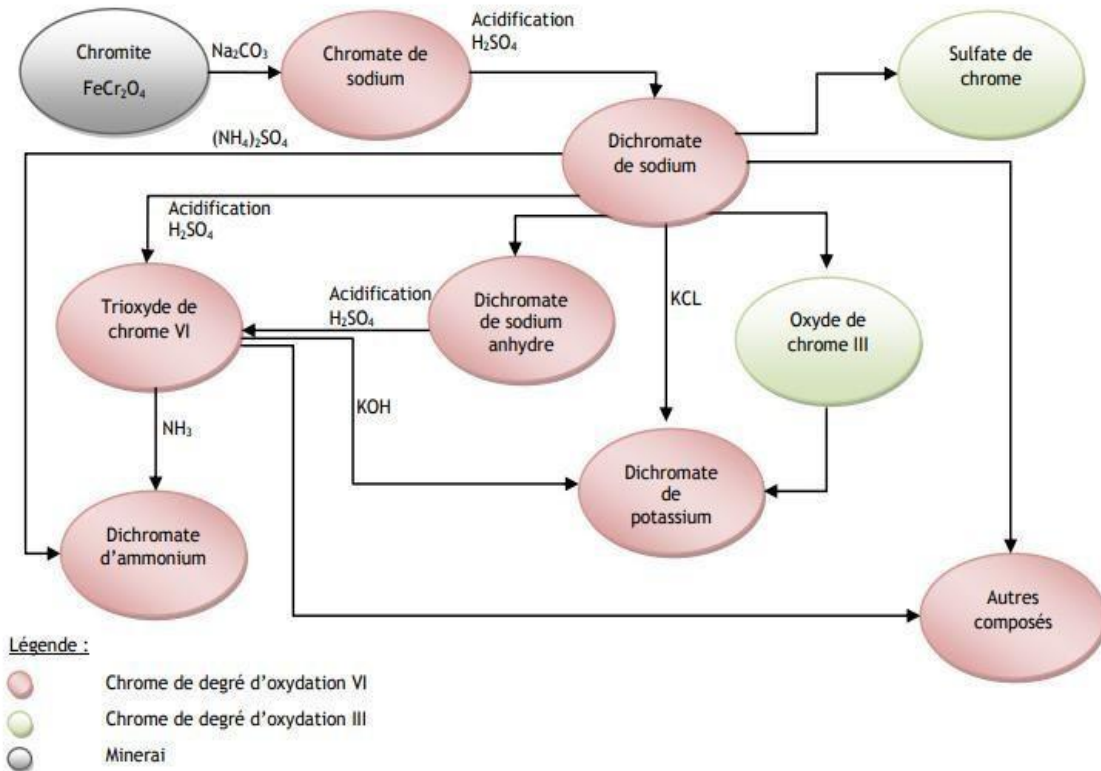 Chromite
FeCr₂O₄
Na₂CO₃
Chromate de
sodium
Acidification
H₂SO₄
Sulfate de
chrome
Dichromate
de sodium
(NH₄)₂SO₄
Acidification
H₂SO₄
Trioxyde de
chrome VI
Acidification
H₂SO₄
Dichromate
de sodium
anhydre
KCL
Oxyde de
chrome III
KOH
NH₃
Dichromate
de
potassium
Dichromate
d’ammonium
Autres
composés
Légende :
Chrome de degré d’oxydation VI
Chrome de degré d’oxydation III
Minerai